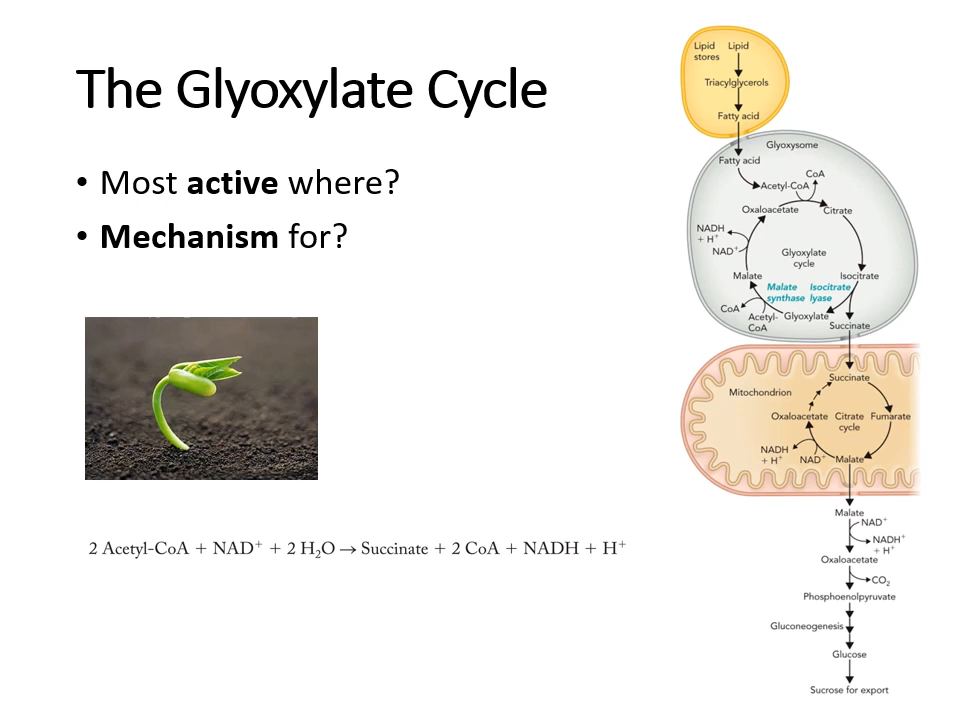 The Glyoxylate Cycle
• Most active where?
• Mechanism for?
2 Acetyl-CoA + NAD⁺ + 2 H₂O → Succinate + 2 CoA + NADH + H⁺
Lipid stores
Lipid
Triacylglycerols
Fatty acid
Glyoxysome
Fatty acid
CoA
Acetyl-CoA
Oxaloacetate
Citrate
NADH + H⁺
NAD⁺
Glyoxylate cycle
Malate
Isocitrate
Malate synthase
Isocitrate lyase
CoA
Acetyl-CoA
Glyoxylate
Succinate
Succinate
Mitochondrion
Oxaloacetate
Citrate cycle
Fumarate
NADH + H⁺
NAD⁺
Malate
Malate
NAD⁺
NADH⁺ + H⁺
Oxaloacetate
CO₂
Phosphoenolpyruvate
Gluconeogenesis
Glucose
Sucrose for export